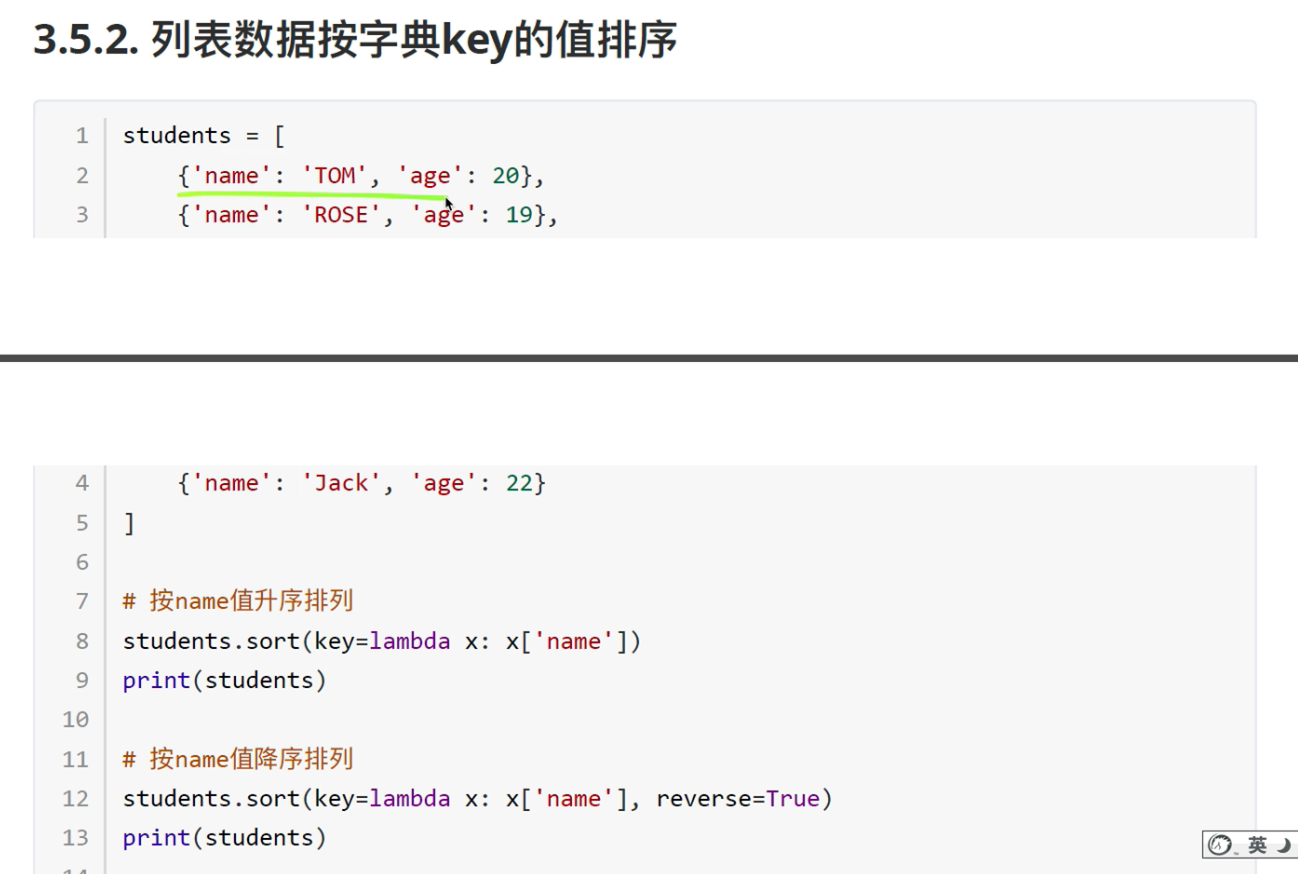 3.5.2. 列表数据按字典key的值排序
1 students = [
2     {'name': 'TOM', 'age': 20},
3     {'name': 'ROSE', 'age': 19},
4     {'name': 'Jack', 'age': 22}
5 ]
6
7 # 按name值升序排列
8 students.sort(key=lambda x: x['name'])
9 print(students)
10
11 # 按name值降序排列
12 students.sort(key=lambda x: x['name'], reverse=True)
13 print(students)
英